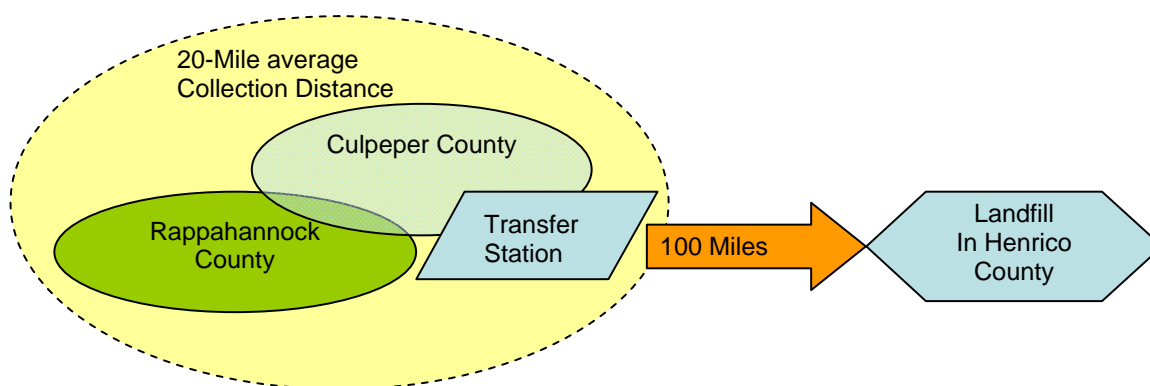 20-Mile average
Collection Distance
Culpeper County
Rappahannock
County
Transfer
Station
100 Miles
Landfill
In Henrico
County